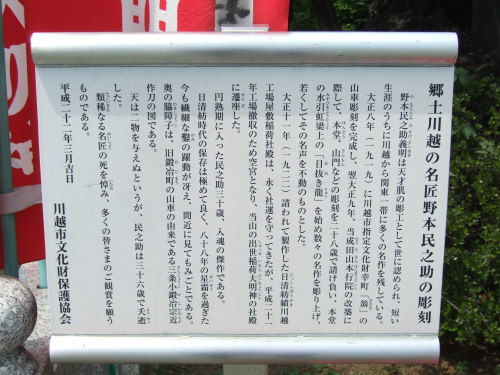 郷土川越の名匠野本民之助の彫刻
野本民之助義明は天才肌の彫工として世に認められ、短い
生涯のうちに川越から関東一帯に多くの名作を残している。
大正八年(一九一九)に川越市指定文化財幸町「翁」の
山車彫刻を完成し、翌大正九年、当成田山本行院の改築に
際して、本堂、山門などの彫刻を二十八歳で請け負い、本堂
の水引虹梁上の「目抜き龍」を始め数々の名作を彫り上げ、
若くしてその名声を不動のものとした。
大正十一年(一九二二)請われて製作した日清紡績川越
工場屋敷稲荷社殿は、永く社運を守ってきたが、平成二十二
年工場撤収のため空宮となり、当山の出世稲荷大明神の社殿
に遷座した。
円熟期に入った民之助三十歳、入魂の傑作である。
日清紡時代の保存は極めて良く、八十八年の星霜を過ぎた
今も繊細な鑿の躍動が冴え、間近に見てもみごとである。
奥の脇障子は、旧鍛冶町の山車の由来である三条小鍛冶宗近
作刀の図である。
天は二物を与えぬというが、民之助は三十六歳で夭逝
した。
類稀なる名匠の死を悼み、多くの皆さまのご観賞を願う
ものである。
平成二十二年三月吉日
川越市文化財保護協会